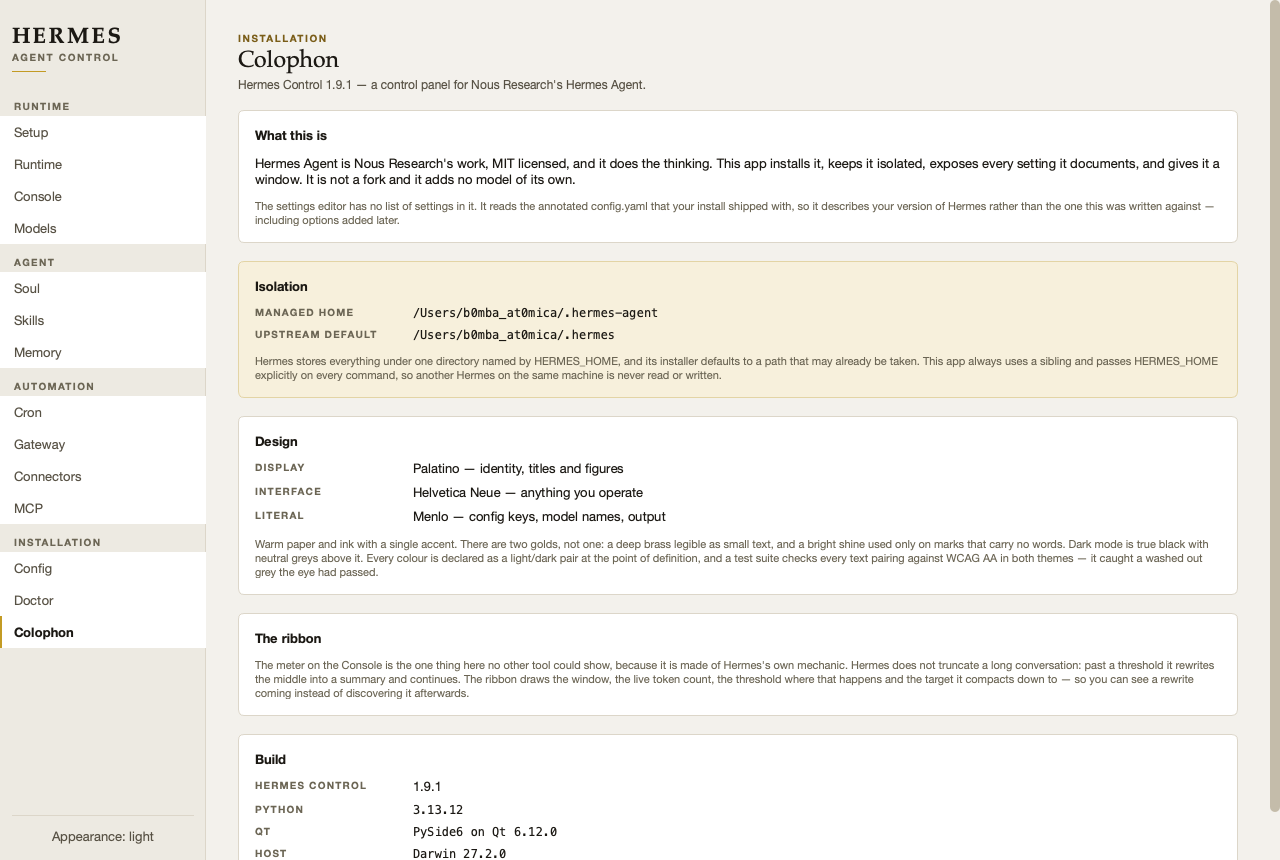 HERMES
AGENT CONTROL
RUNTIME
Setup
Runtime
Console
Models
AGENT
Soul
Skills
Memory
AUTOMATION
Cron
Gateway
Connectors
MCP
INSTALLATION
Config
Doctor
Colophon
Appearance: light
INSTALLATION
Colophon
Hermes Control 1.9.1 — a control panel for Nous Research's Hermes Agent.
What this is
Hermes Agent is Nous Research's work, MIT licensed, and it does the thinking. This app installs it, keeps it isolated, exposes every setting it documents, and gives it a
window. It is not a fork and it adds no model of its own.
The settings editor has no list of settings in it. It reads the annotated config.yaml that your install shipped with, so it describes your version of Hermes rather than the one this was written against —
including options added later.
Isolation
MANAGED HOME /Users/b0mba_at0mica/.hermes-agent
UPSTREAM DEFAULT /Users/b0mba_at0mica/.hermes
Hermes stores everything under one directory named by HERMES_HOME, and its installer defaults to a path that may already be taken. This app always uses a sibling and passes HERMES_HOME
explicitly on every command, so another Hermes on the same machine is never read or written.
Design
DISPLAY Palatino — identity, titles and figures
INTERFACE Helvetica Neue — anything you operate
LITERAL Menlo — config keys, model names, output
Warm paper and ink with a single accent. There are two golds, not one: a deep brass legible as small text, and a bright shine used only on marks that carry no words. Dark mode is true black with
neutral greys above it. Every colour is declared as a light/dark pair at the point of definition, and a test suite checks every text pairing against WCAG AA in both themes — it caught a washed out
grey the eye had passed.
The ribbon
The meter on the Console is the one thing here no other tool could show, because it is made of Hermes's own mechanic. Hermes does not truncate a long conversation: past a threshold it rewrites
the middle into a summary and continues. The ribbon draws the window, the live token count, the threshold where that happens and the target it compacts down to — so you can see a rewrite
coming instead of discovering it afterwards.
Build
HERMES CONTROL 1.9.1
PYTHON 3.13.12
QT PySide6 on Qt 6.12.0
HOST Darwin 27.2.0